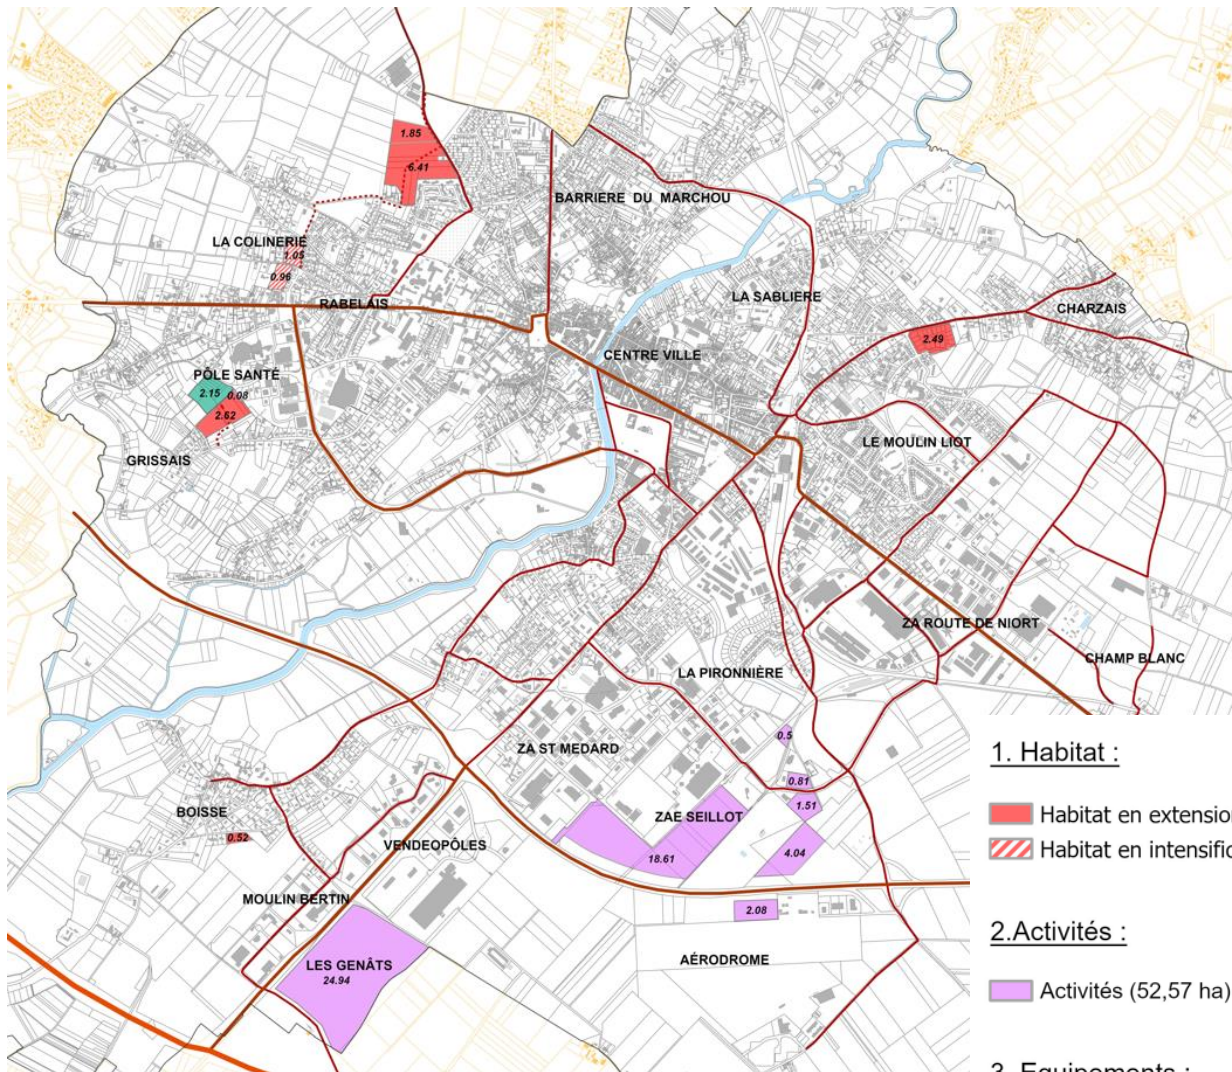 1.85
6.41
BARRIERE DU MARCHOU
LA COLINERIE
1.05
0.96
RABELAIS
LA SABLIERE
CHARZAIS
2.49
CENTRE VILLE
PÔLE SANTÉ
2.15
0.08
2.62
GRISSAIS
LE MOULIN LIOT
ZA ROUTE DE NIORT
CHAMP BLANC
LA PIRONNIÈRE
0.5
ZA ST MEDARD
0.81
1.51
ZAE SEILLOT
BOISSE
0.52
VENDEOPÔLES
18.61
4.04
MOULIN BERTIN
2.08
LES GENÂTS
24.94
AÉRODROME
1. Habitat :
Habitat en extension
Habitat en intensific
2.Activités :
Activités (52,57 ha)
3. Equipements :